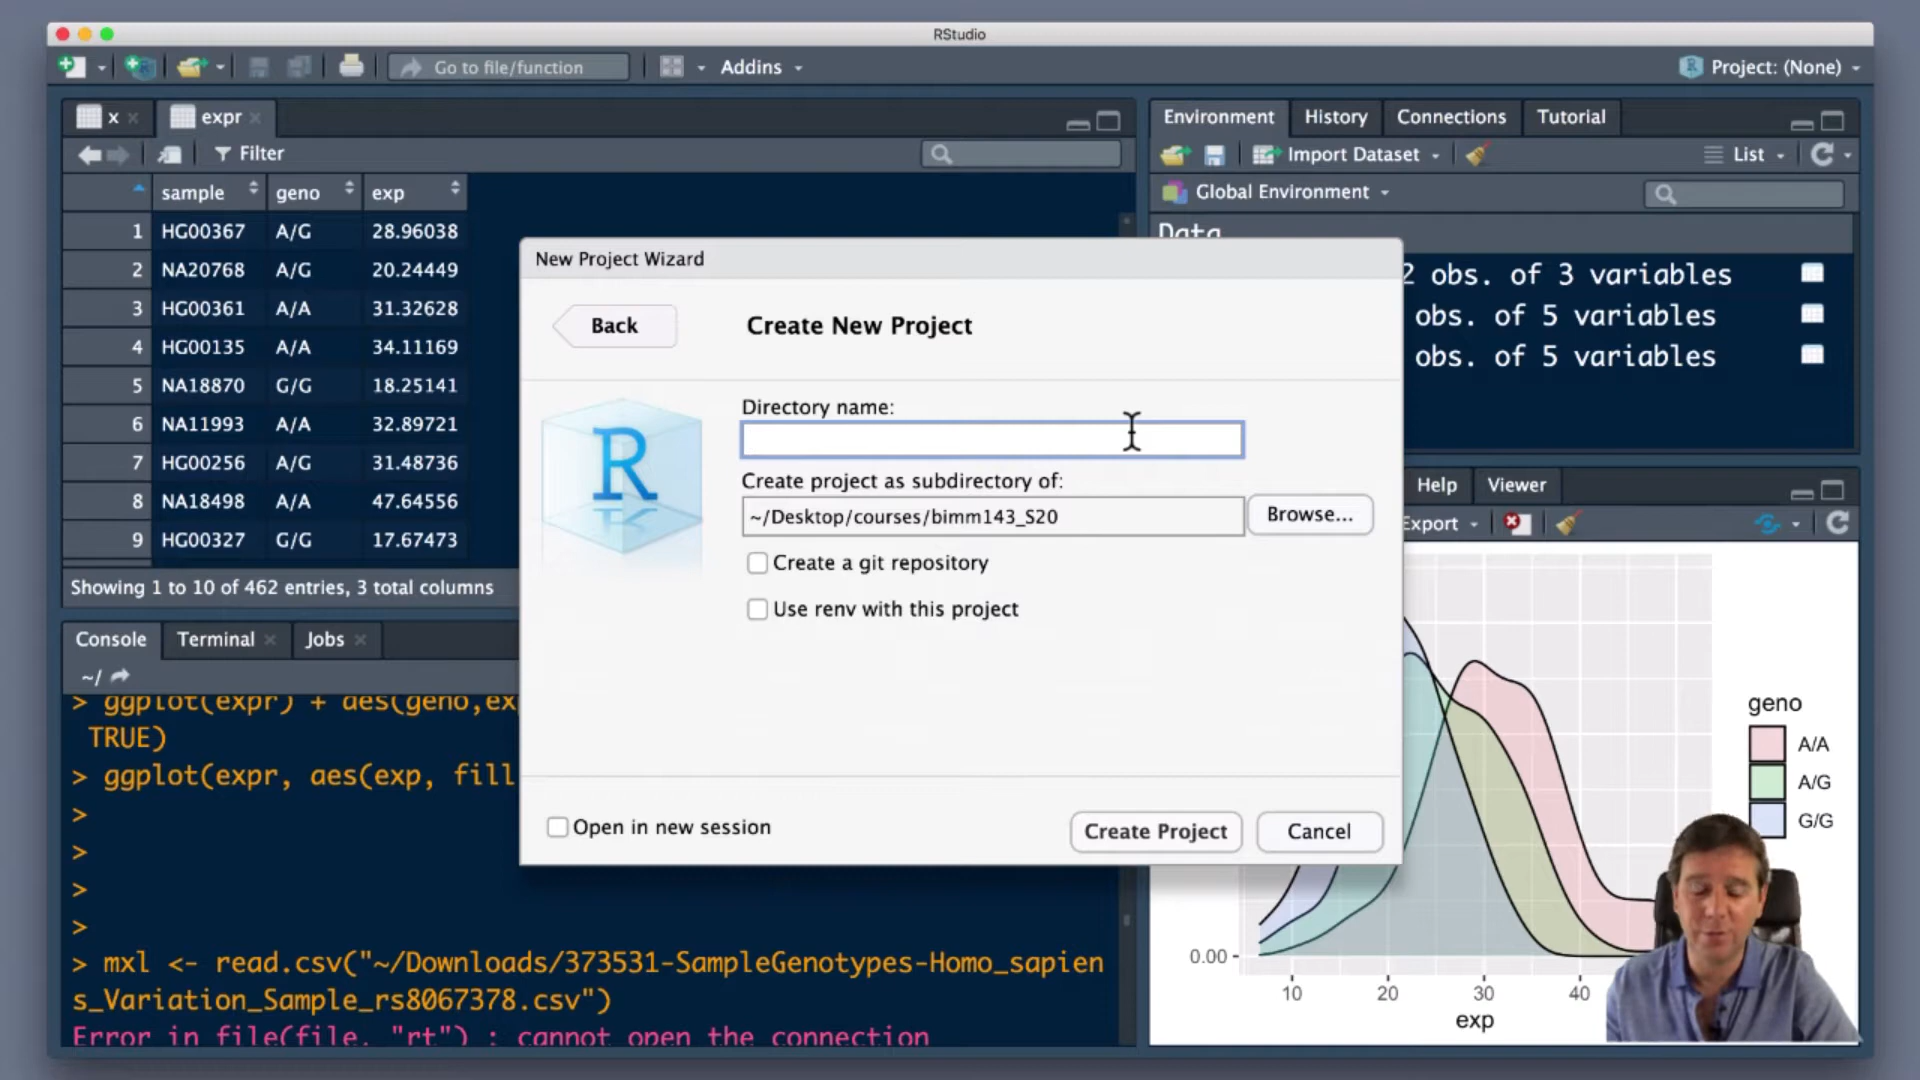 RStudio
Go to file/function
Addins
Project: (None)
x
expr
Filter
sample geno exp
1 HG00367 A/G 28.96038
2 NA20768 A/G 20.24449
3 HG00361 A/A 31.32628
4 HG00135 A/A 34.11169
5 NA18870 G/G 18.25141
6 NA11993 A/A 32.89721
7 HG00256 A/A 31.48736
8 NA18498 A/A 47.64556
9 HG00327 G/G 17.67473
Showing 1 to 10 of 462 entries, 3 total columns
Console Terminal Jobs
~/
> ggplot(expr) + aes(geno,ex
TRUE)
> ggplot(expr, aes(exp, fill
>
>
>
>
> mxl <- read.csv("~/Downloads/373531-SampleGenotypes-Homo_sapien
s_Variation_Sample_rs8067378.csv")
Error in file(file, "rt") : cannot open the connection
New Project Wizard
Back
Create New Project
R
Directory name:
Create project as subdirectory of:
~/Desktop/courses/bimm143_S20
Browse...
Create a git repository
Use renv with this project
Open in new session
Create Project
Cancel
Environment History Connections Tutorial
Import Dataset
List
Global Environment
Data
2 obs. of 3 variables
obs. of 5 variables
obs. of 5 variables
Help Viewer
Export
geno
A/A
A/G
G/G
0.00
10 20 30 40
exp